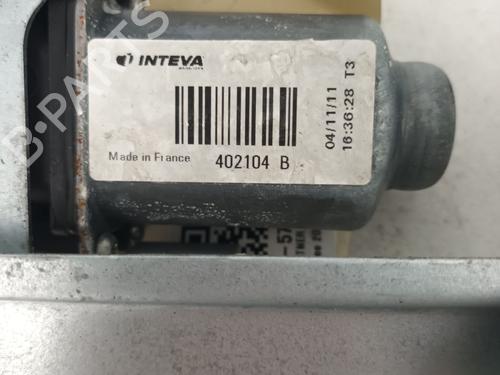 INTEVA
Made in France
402104 B
04/11/11
16:36:28 T3
B-PARTS